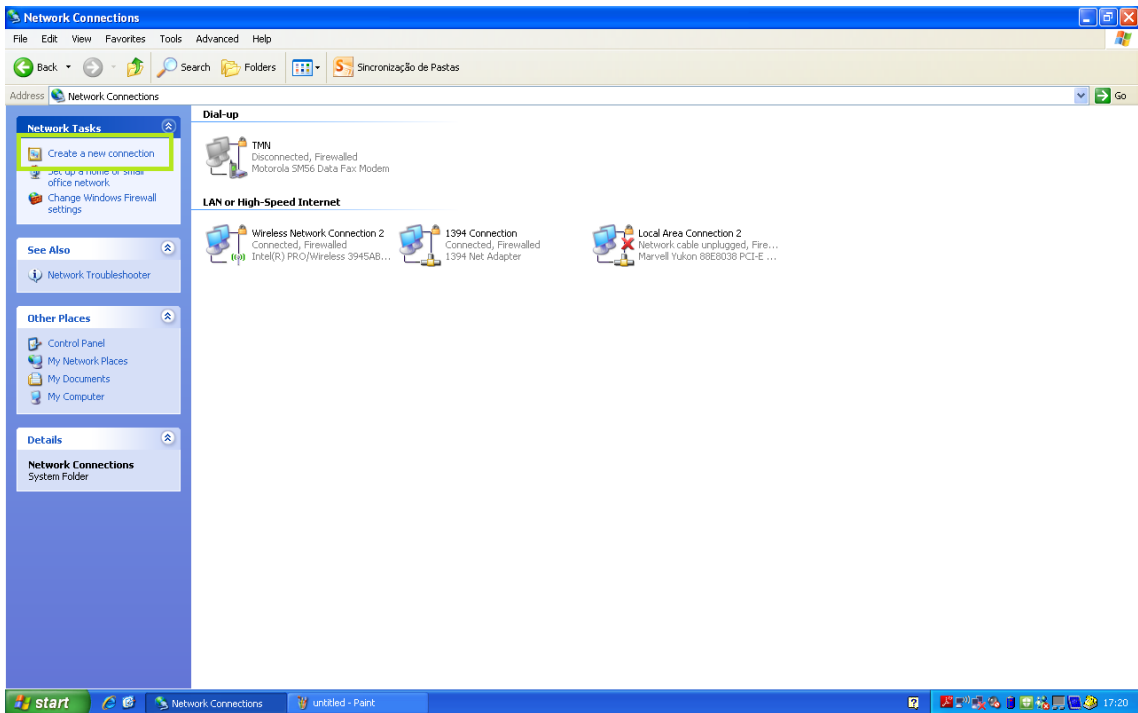 Network Connections
File Edit View Favorites Tools Advanced Help
Back Search Folders Sincronização de Pastas
Address Network Connections Go
Network Tasks
Create a new connection
Set up a home or small
office network
Change Windows Firewall
settings
See Also
Network Troubleshooter
Other Places
Control Panel
My Network Places
My Documents
My Computer
Details
Network Connections
System Folder
Dial-up
TMN
Disconnected, Firewalled
Motorola SM56 Data Fax Modem
LAN or High-Speed Internet
Wireless Network Connection 2
Connected, Firewalled
Intel(R) PRO/Wireless 3945AB...
1394 Connection
Connected, Firewalled
1394 Net Adapter
Local Area Connection 2
Network cable unplugged, Fire...
Marvell Yukon 88E8038 PCI-E ...
start Network Connections untitled - Paint 17:20